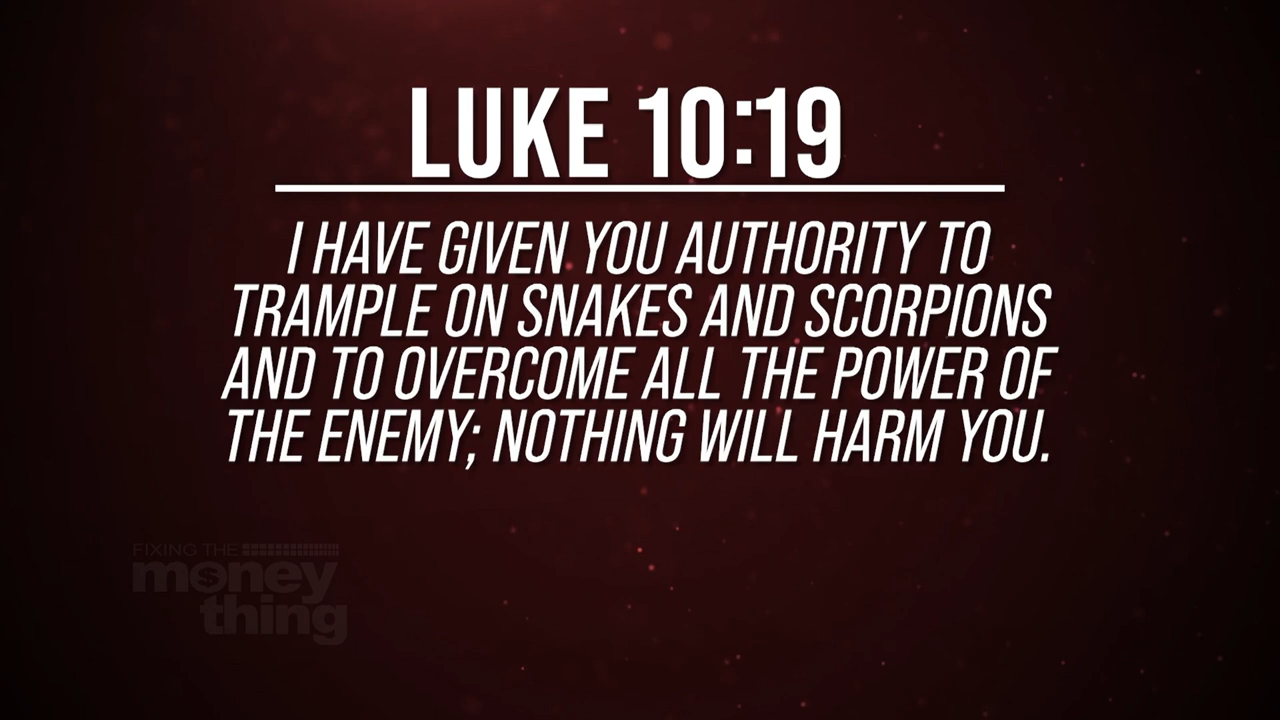 LUKE 10:19
I HAVE GIVEN YOU AUTHORITY TO
TRAMPLE ON SNAKES AND SCORPIONS
AND TO OVERCOME ALL THE POWER OF
THE ENEMY; NOTHING WILL HARM YOU.
FIXING THE
money
thing